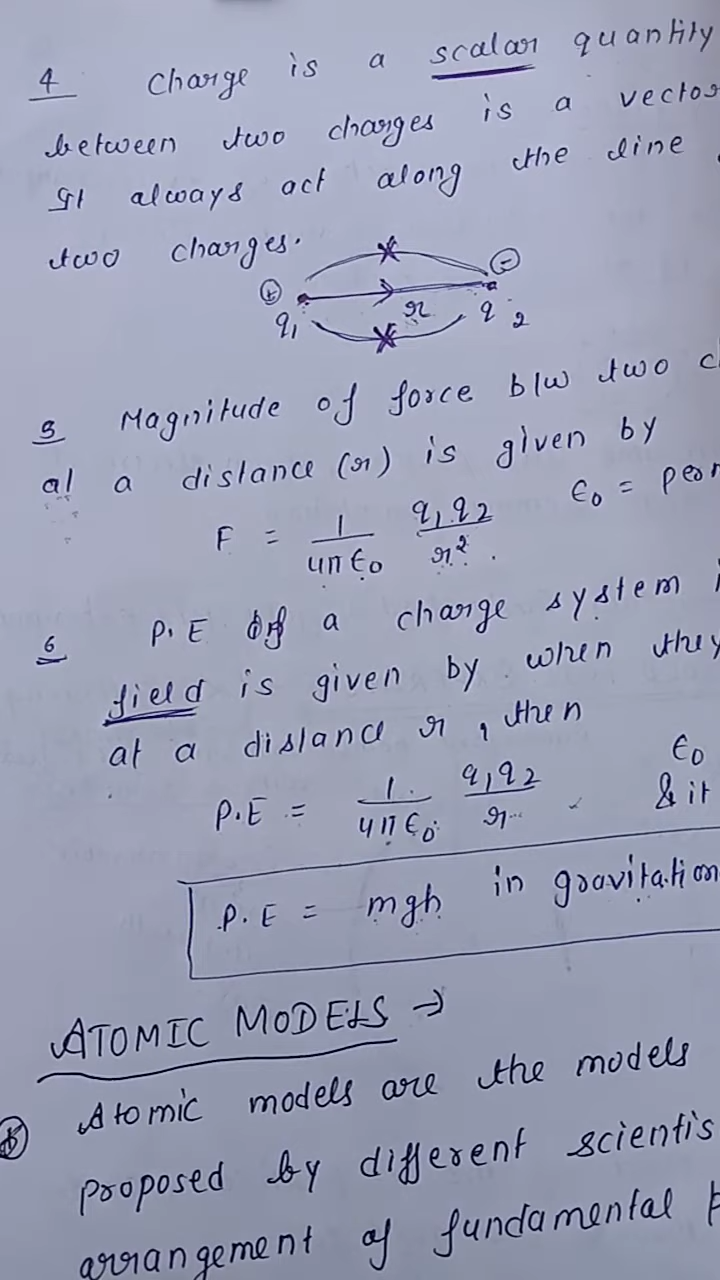 4 Charge is a scalar quantity
between two charges is a vector
It always act along the line
two charges.
+ -
r
q1 q2
5 Magnitude of force b/w two
at a distance (r) is given by
F = 1/4πϵ0 q1q2/r² . ϵ0 =
6 P.E of a charge system
field is given by when they
at a distance r , then
ϵ0
P.E = 1/4πϵ0 q1q2/r & it
P.E = mgh in gravitation
ATOMIC MODELS →
Atomic models are the models
proposed by different scientis
arrangement of fundamental